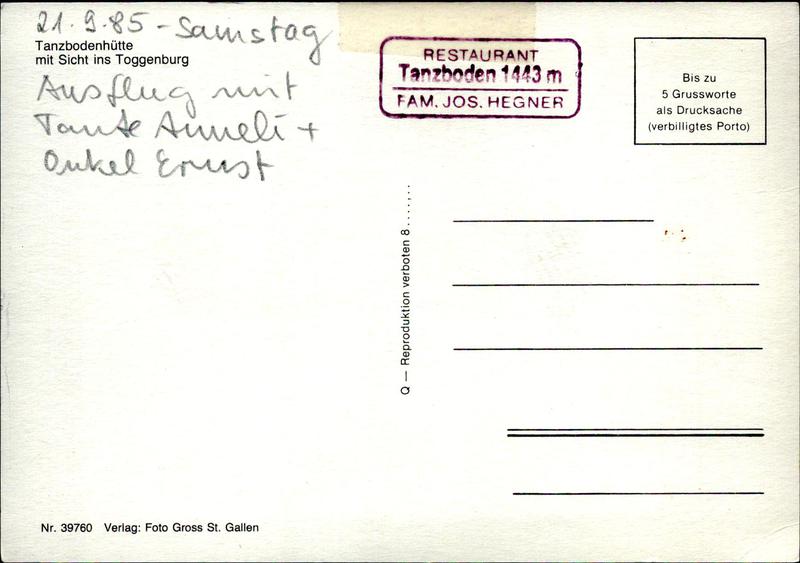 21.9.85 - Samstag
Tanzbodenhütte
mit Sicht ins Toggenburg
Ausflug mit
Tante Anneli +
Onkel Ernst
RESTAURANT
Tanzboden 1443 m
FAM. JOS. HEGNER
Bis zu
5 Grussworte
als Drucksache
(verbilligtes Porto)
Q — Reproduktion verboten 8....,...
Nr. 39760 Verlag: Foto Gross St. Gallen